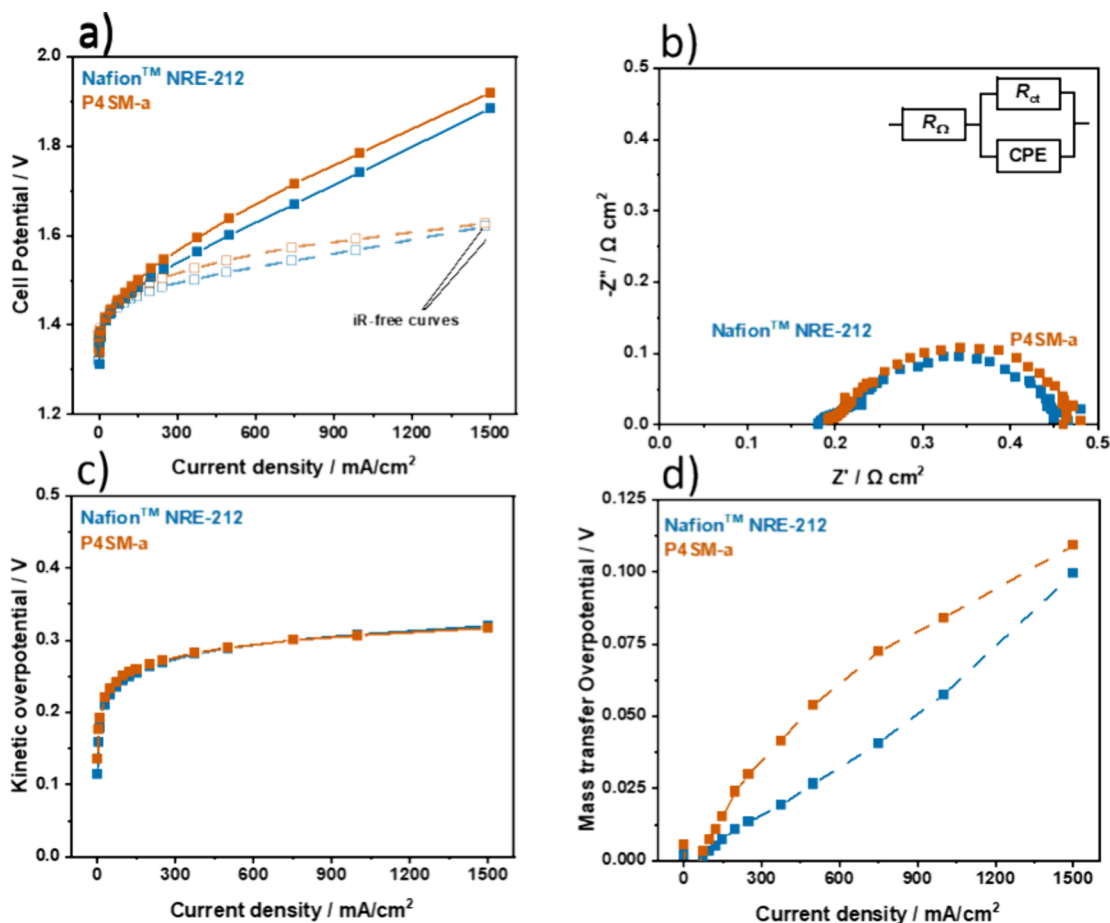 a)
Nafion™ NRE-212
P4SM-a
Cell Potential / V
2.0
1.8
1.6
1.4
1.2
iR-free curves
0 300 600 900 1200 1500
Current density / mA/cm²
b)
-Z'' / Ω cm²
0.5
0.4
0.3
0.2
0.1
0.0
R_Ω
R_ct
CPE
Nafion™ NRE-212
P4SM-a
0.0 0.1 0.2 0.3 0.4 0.5
Z' / Ω cm²
c)
Nafion™ NRE-212
P4SM-a
Kinetic overpotential / V
0.5
0.4
0.3
0.2
0.1
0.0
0 300 600 900 1200 1500
Current density / mA/cm²
d)
Nafion™ NRE-212
P4SM-a
Mass transfer Overpotential / V
0.125
0.100
0.075
0.050
0.025
0.000
0 300 600 900 1200 1500
Current density / mA/cm²